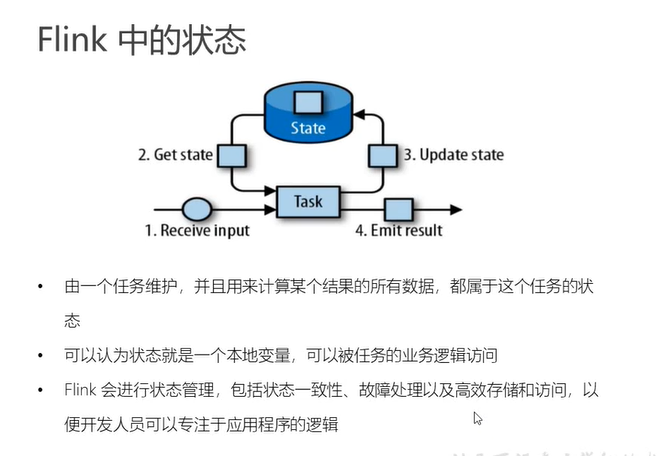 Flink 中的状态
State
2. Get state
3. Update state
Task
1. Receive input
4. Emit result
• 由一个任务维护，并且用来计算某个结果的所有数据，都属于这个任务的状
态
• 可以认为状态就是一个本地变量，可以被任务的业务逻辑访问
• Flink 会进行状态管理，包括状态一致性、故障处理以及高效存储和访问，以
便开发人员可以专注于应用程序的逻辑